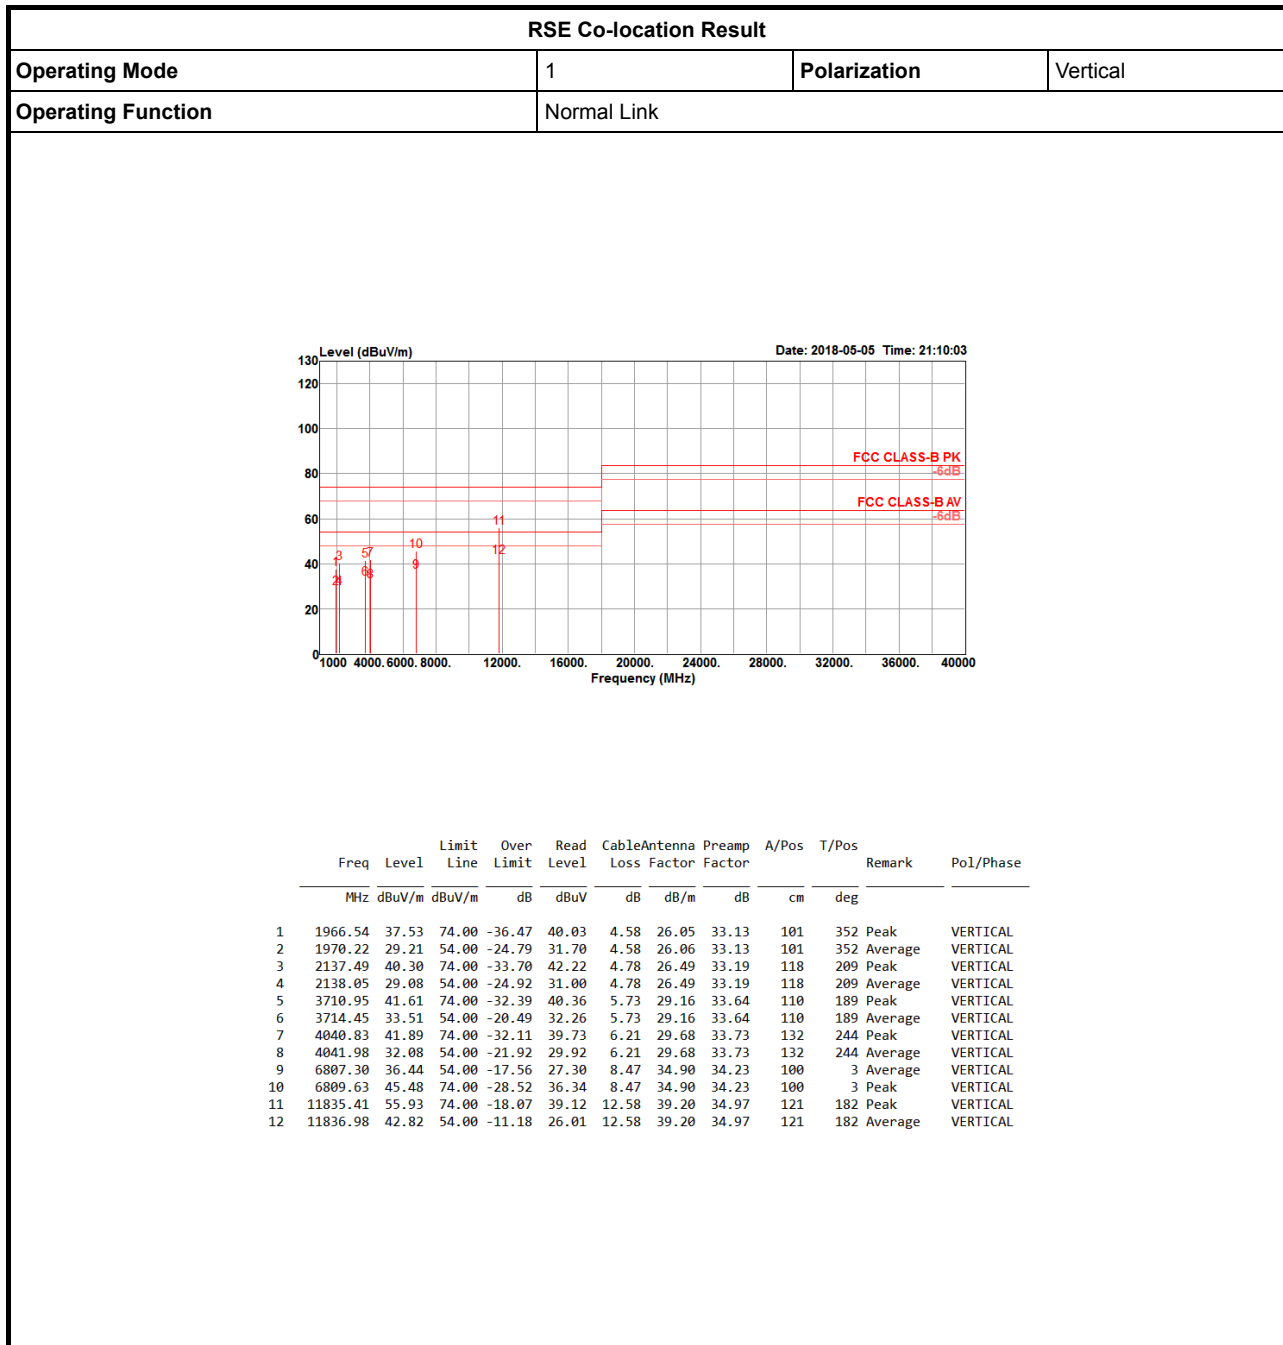 RSE Co-location Result
Operating Mode 1 Polarization Vertical
Operating Function Normal Link
Level (dBuV/m) Date: 2018-05-05 Time: 21:10:03
130
120
100
80
60
40
20
0
FCC CLASS-B PK
-6dB
FCC CLASS-B AV
-6dB
1 2 3 4 5 6 7 8 9 10 11 12
1000 4000. 6000. 8000. 12000. 16000. 20000. 24000. 28000. 32000. 36000. 40000
Frequency (MHz)
Limit Over Read Cable Antenna Preamp A/Pos T/Pos
Freq Level Line Limit Level Loss Factor Factor Remark Pol/Phase
MHz dBuV/m dBuV/m dB dBuV dB dB/m dB cm deg
1 1966.54 37.53 74.00 -36.47 40.03 4.58 26.05 33.13 101 352 Peak VERTICAL
2 1970.22 29.21 54.00 -24.79 31.70 4.58 26.06 33.13 101 352 Average VERTICAL
3 2137.49 40.30 74.00 -33.70 42.22 4.78 26.49 33.19 118 209 Peak VERTICAL
4 2138.05 29.08 54.00 -24.92 31.00 4.78 26.49 33.19 118 209 Average VERTICAL
5 3710.95 41.61 74.00 -32.39 40.36 5.73 29.16 33.64 110 189 Peak VERTICAL
6 3714.45 33.51 54.00 -20.49 32.26 5.73 29.16 33.64 110 189 Average VERTICAL
7 4040.83 41.89 74.00 -32.11 39.73 6.21 29.68 33.73 132 244 Peak VERTICAL
8 4041.98 32.08 54.00 -21.92 29.92 6.21 29.68 33.73 132 244 Average VERTICAL
9 6807.30 36.44 54.00 -17.56 27.30 8.47 34.90 34.23 100 3 Average VERTICAL
10 6809.63 45.48 74.00 -28.52 36.34 8.47 34.90 34.23 100 3 Peak VERTICAL
11 11835.41 55.93 74.00 -18.07 39.12 12.58 39.20 34.97 121 182 Peak VERTICAL
12 11836.98 42.82 54.00 -11.18 26.01 12.58 39.20 34.97 121 182 Average VERTICAL